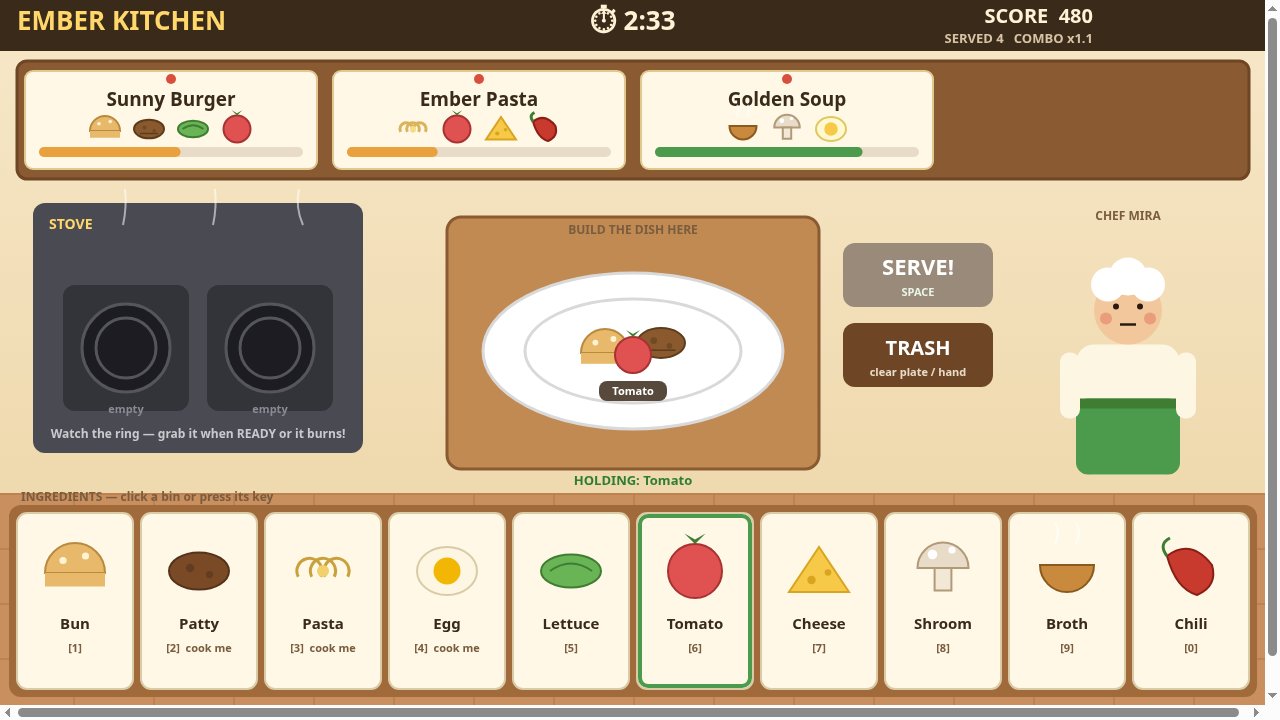 EMBER KITCHEN
2:33
SCORE 480
SERVED 4 COMBO x1.1
Sunny Burger
Ember Pasta
Golden Soup
STOVE
empty
empty
Watch the ring — grab it when READY or it burns!
BUILD THE DISH HERE
Tomato
HOLDING: Tomato
SERVE!
SPACE
TRASH
clear plate / hand
CHEF MIRA
INGREDIENTS — click a bin or press its key
Bun
[1]
Patty
[2] cook me
Pasta
[3] cook me
Egg
[4] cook me
Lettuce
[5]
Tomato
[6]
Cheese
[7]
Shroom
[8]
Broth
[9]
Chili
[0]